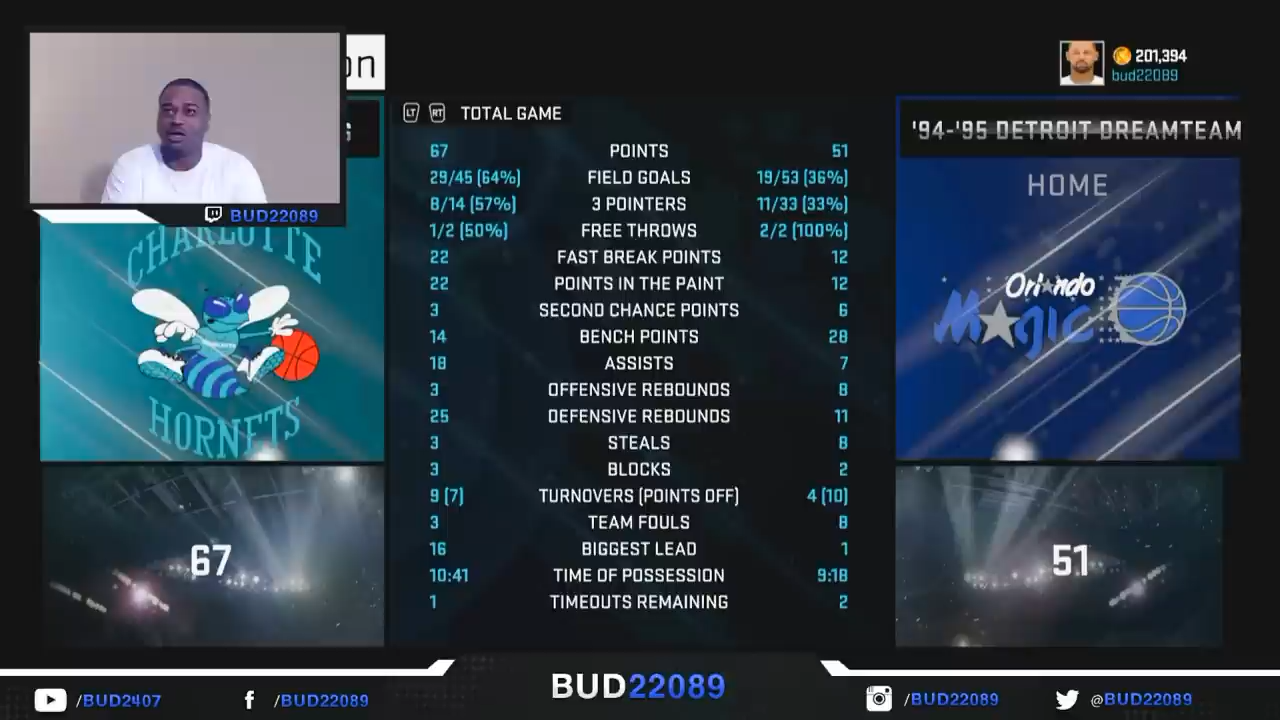 on
201,394
bud22089
LT RT TOTAL GAME
'94-'95 DETROIT DREAMTEAM
67 POINTS 51
29/45 (64%) FIELD GOALS 19/53 (36%)
HOME
8/14 (57%) 3 POINTERS 11/33 (33%)
BUD22089
1/2 (50%) FREE THROWS 2/2 (100%)
CHARLOTTE
22 FAST BREAK POINTS 12
22 POINTS IN THE PAINT 12
Orlando
Magic
3 SECOND CHANCE POINTS 6
14 BENCH POINTS 28
18 ASSISTS 7
3 OFFENSIVE REBOUNDS 8
25 DEFENSIVE REBOUNDS 11
HORNETS
3 STEALS 8
3 BLOCKS 2
9 (7) TURNOVERS (POINTS OFF) 4 (10)
3 TEAM FOULS 8
16 BIGGEST LEAD 1
67
51
10:41 TIME OF POSSESSION 9:18
1 TIMEOUTS REMAINING 2
BUD22089
/BUD2407
/BUD22089
/BUD22089
@BUD22089